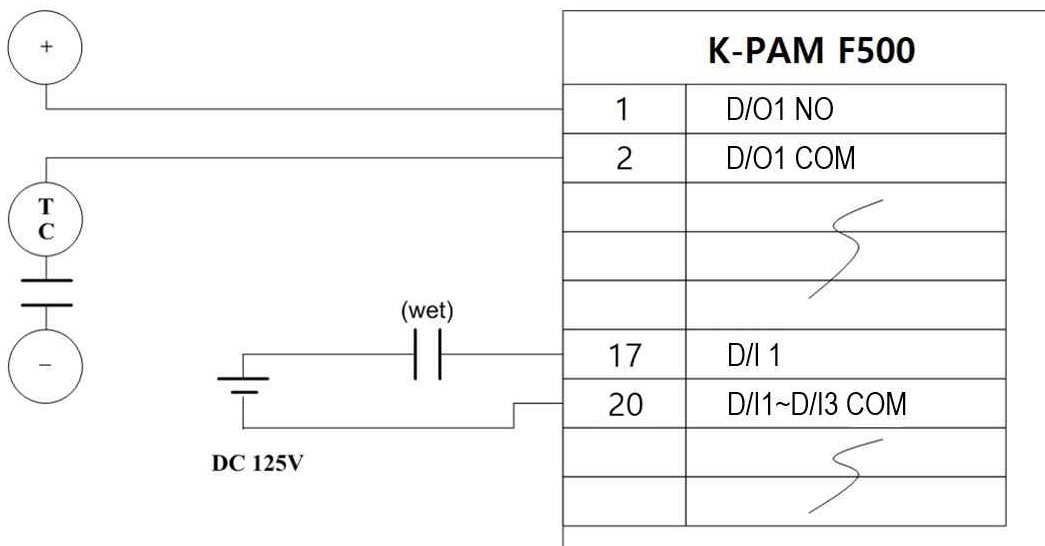 +
K-PAM F500
1 D/O1 NO
2 D/O1 COM
T
C
(wet)
–
17 D/I 1
20 D/I1~D/I3 COM
DC 125V